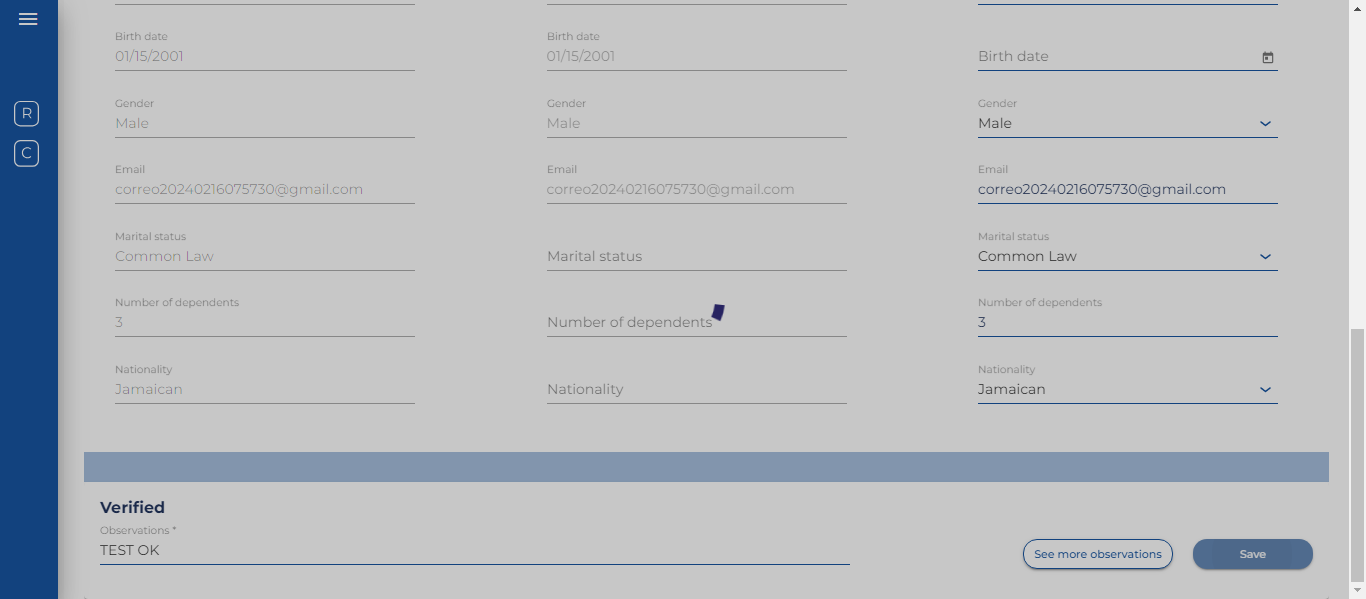 R
C
Birth date Birth date
01/15/2001 01/15/2001 Birth date
Gender Gender Gender
Male Male Male
Email Email Email
correo20240216075730@gmail.com correo20240216075730@gmail.com correo20240216075730@gmail.com
Marital status Marital status
Common Law Marital status Common Law
Number of dependents Number of dependents
3 Number of dependents 3
Nationality Nationality
Jamaican Nationality Jamaican
Verified
Observations *
TEST OK
See more observations Save